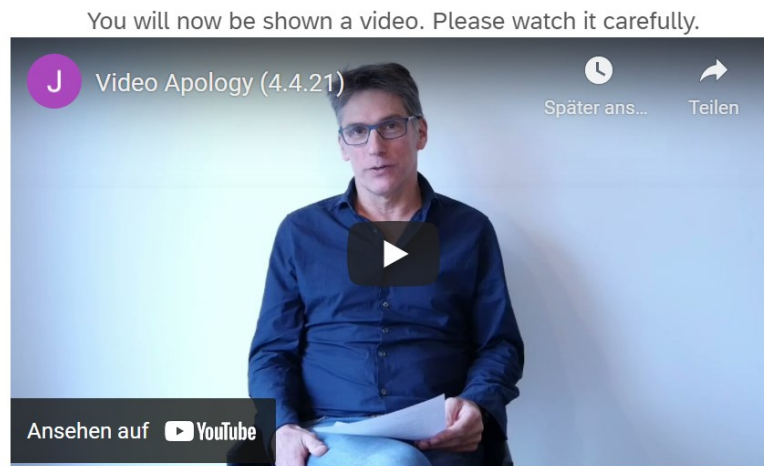 You will now be shown a video. Please watch it carefully.
J Video Apology (4.4.21)
Später ans... Teilen
Ansehen auf YouTube